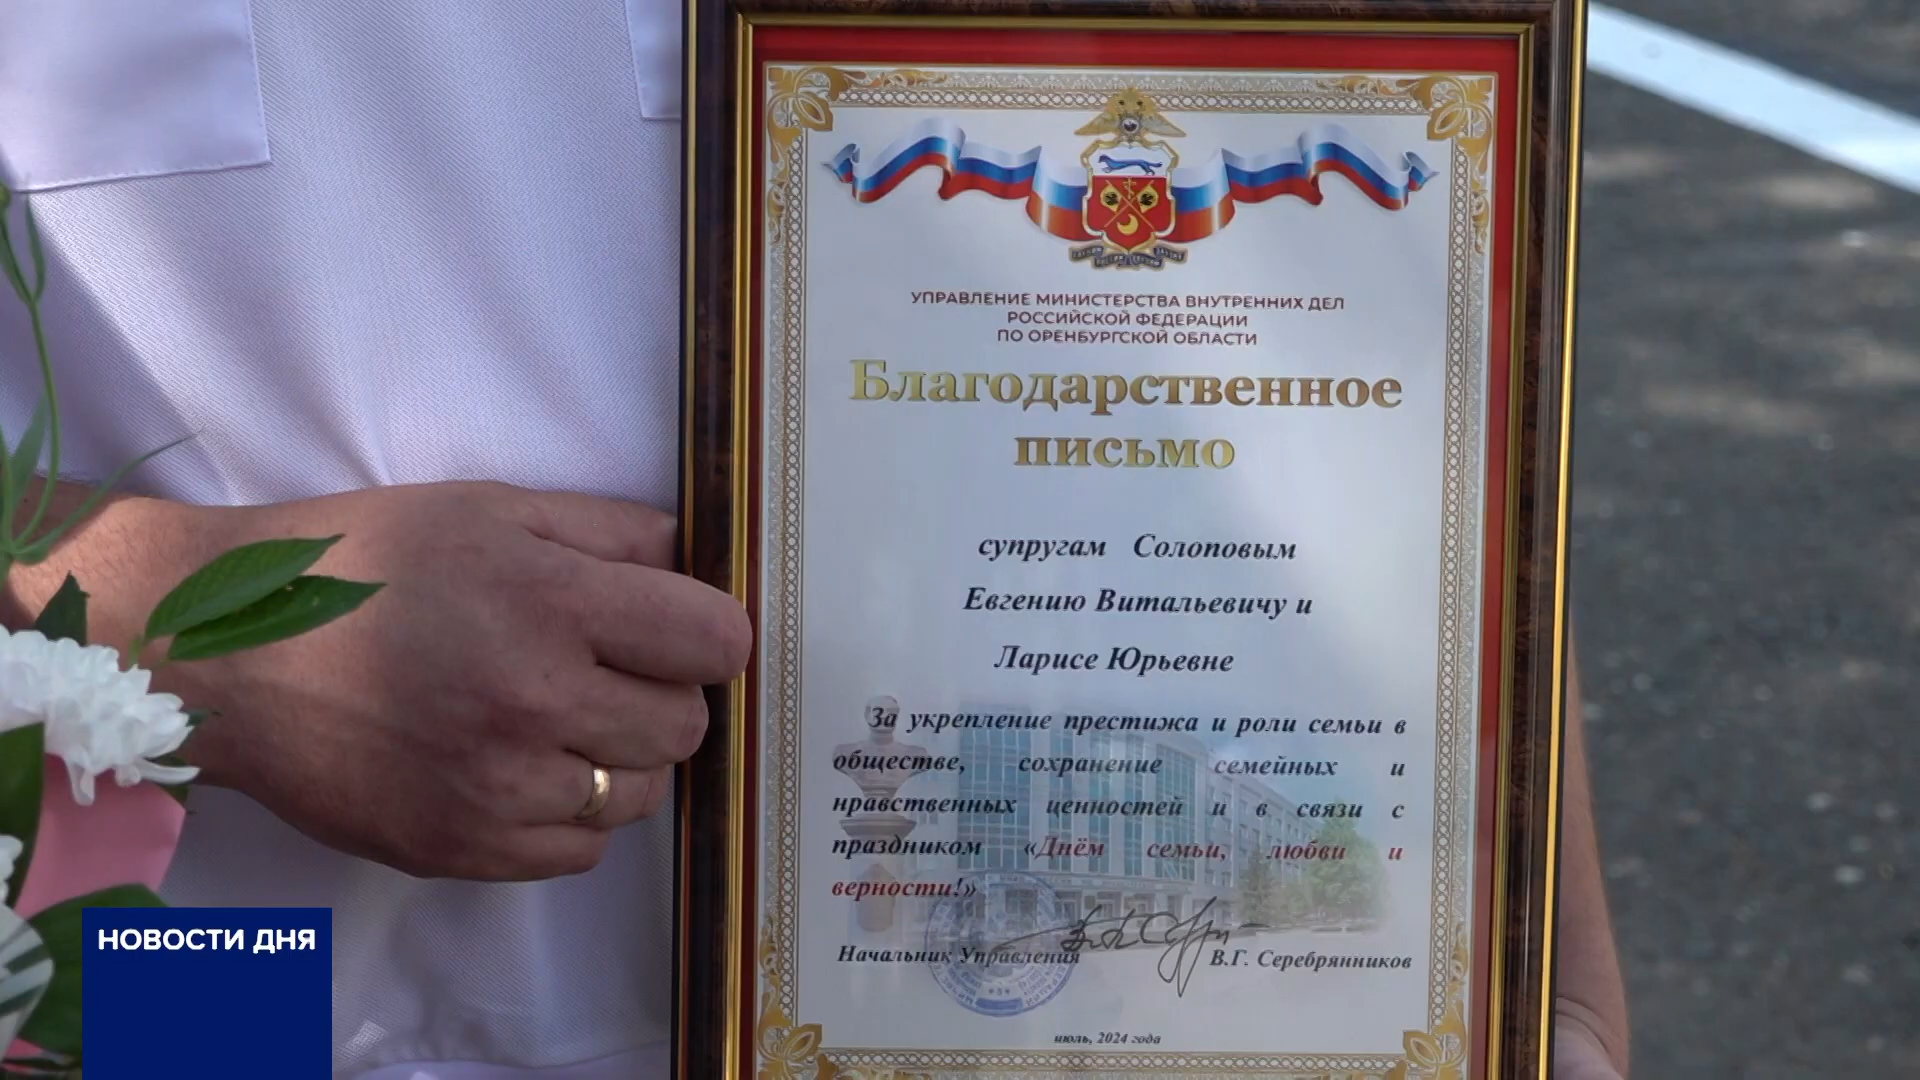 УПРАВЛЕНИЕ МИНИСТЕРСТВА ВНУТРЕННИХ ДЕЛ
РОССИЙСКОЙ ФЕДЕРАЦИИ
ПО ОРЕНБУРГСКОЙ ОБЛАСТИ
Благодарственное
письмо
супругам Солоповым
Евгению Витальевичу и
Ларисе Юрьевне
За укрепление престижа и роли семьи в
обществе, сохранение семейных и
нравственных ценностей и в связи с
праздником «Днём семьи, любви и
верности!»
Начальник Управления В.Г. Серебрянников
июль, 2024 года
НОВОСТИ ДНЯ